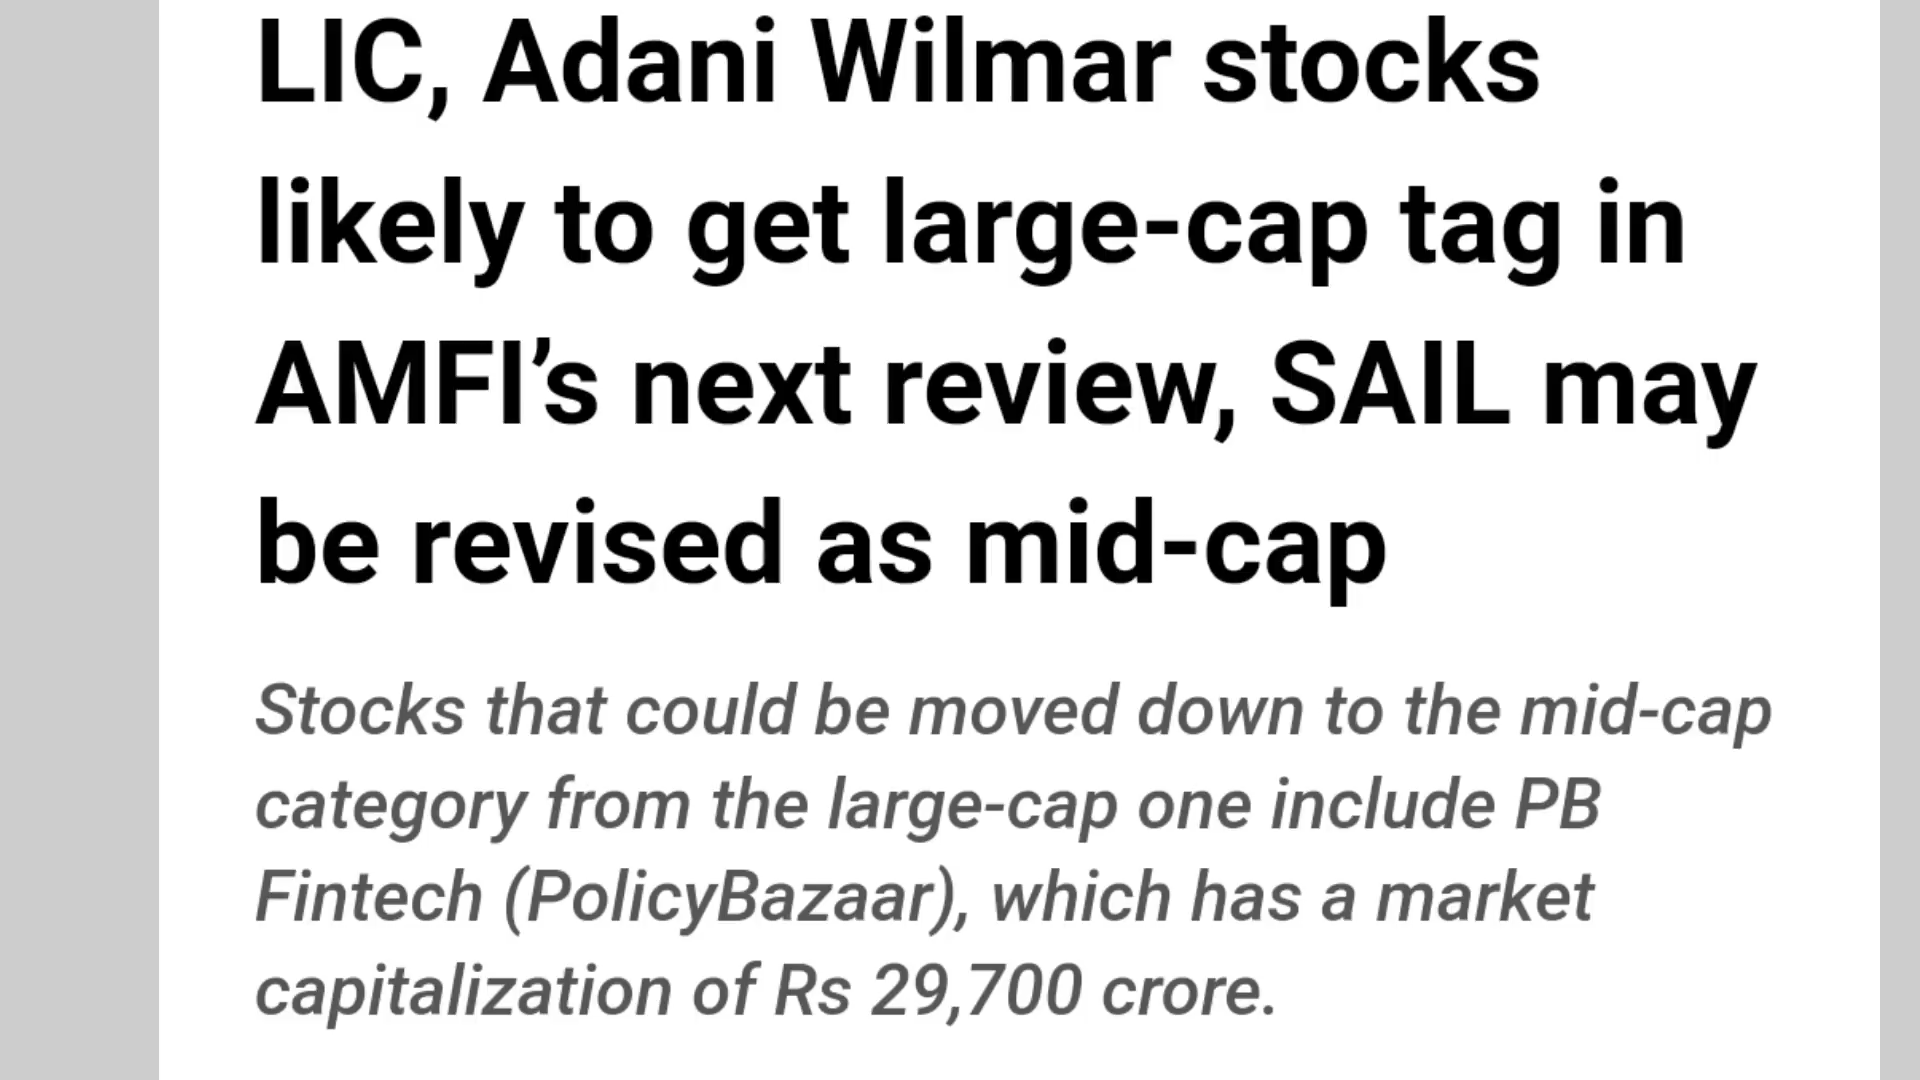 LIC, Adani Wilmar stocks
likely to get large-cap tag in
AMFI’s next review, SAIL may
be revised as mid-cap
Stocks that could be moved down to the mid-cap
category from the large-cap one include PB
Fintech (PolicyBazaar), which has a market
capitalization of Rs 29,700 crore.